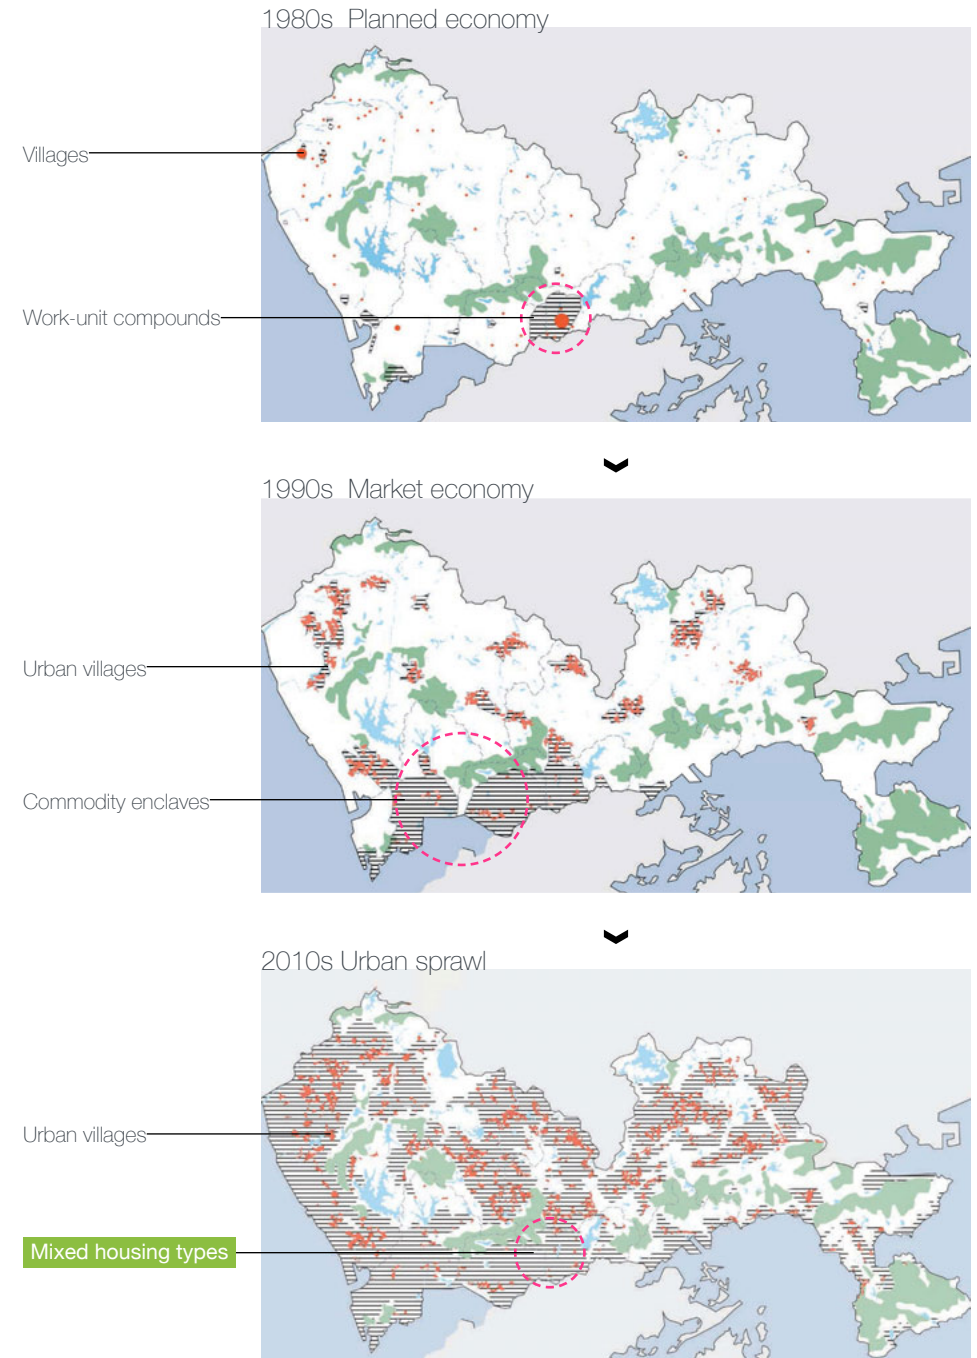 1980s Planned economy
Villages
Work-unit compounds
1990s Market economy
Urban villages
Commodity enclaves
2010s Urban sprawl
Urban villages
Mixed housing types